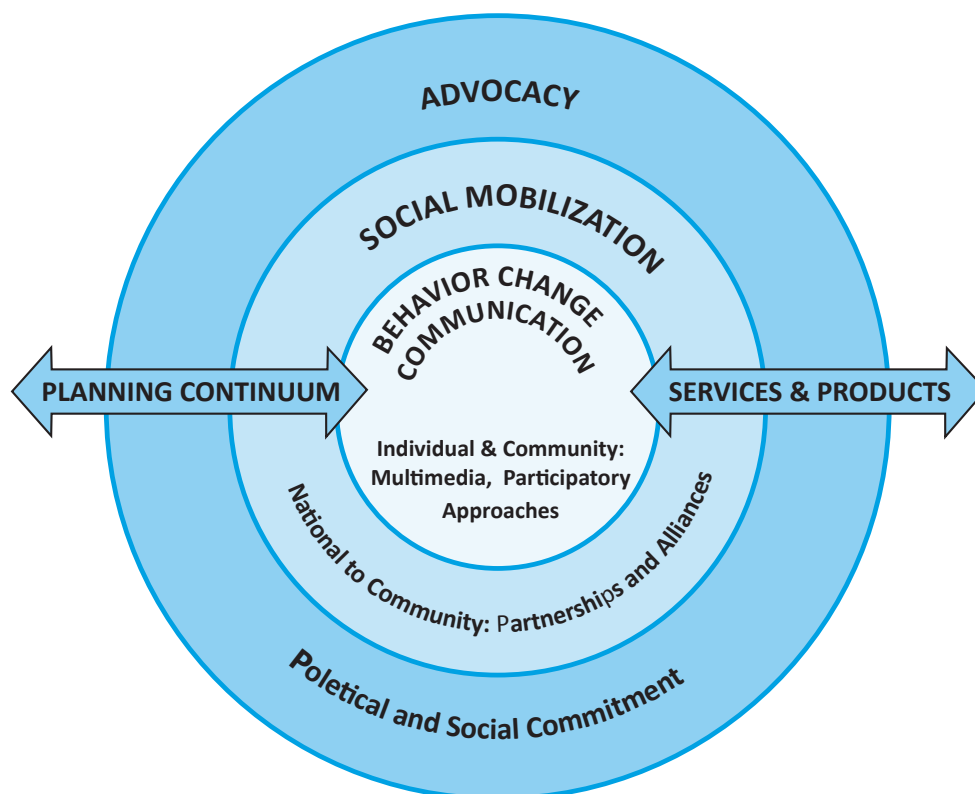 ADVOCACY
SOCIAL MOBILIZATION
BEHAVIOR CHANGE
COMMUNICATION
PLANNING CONTINUUM
SERVICES & PRODUCTS
Individual & Community:
Multimedia, Participatory
Approaches
National to Community: Partnerships and Alliances
Poletical and Social Commitment